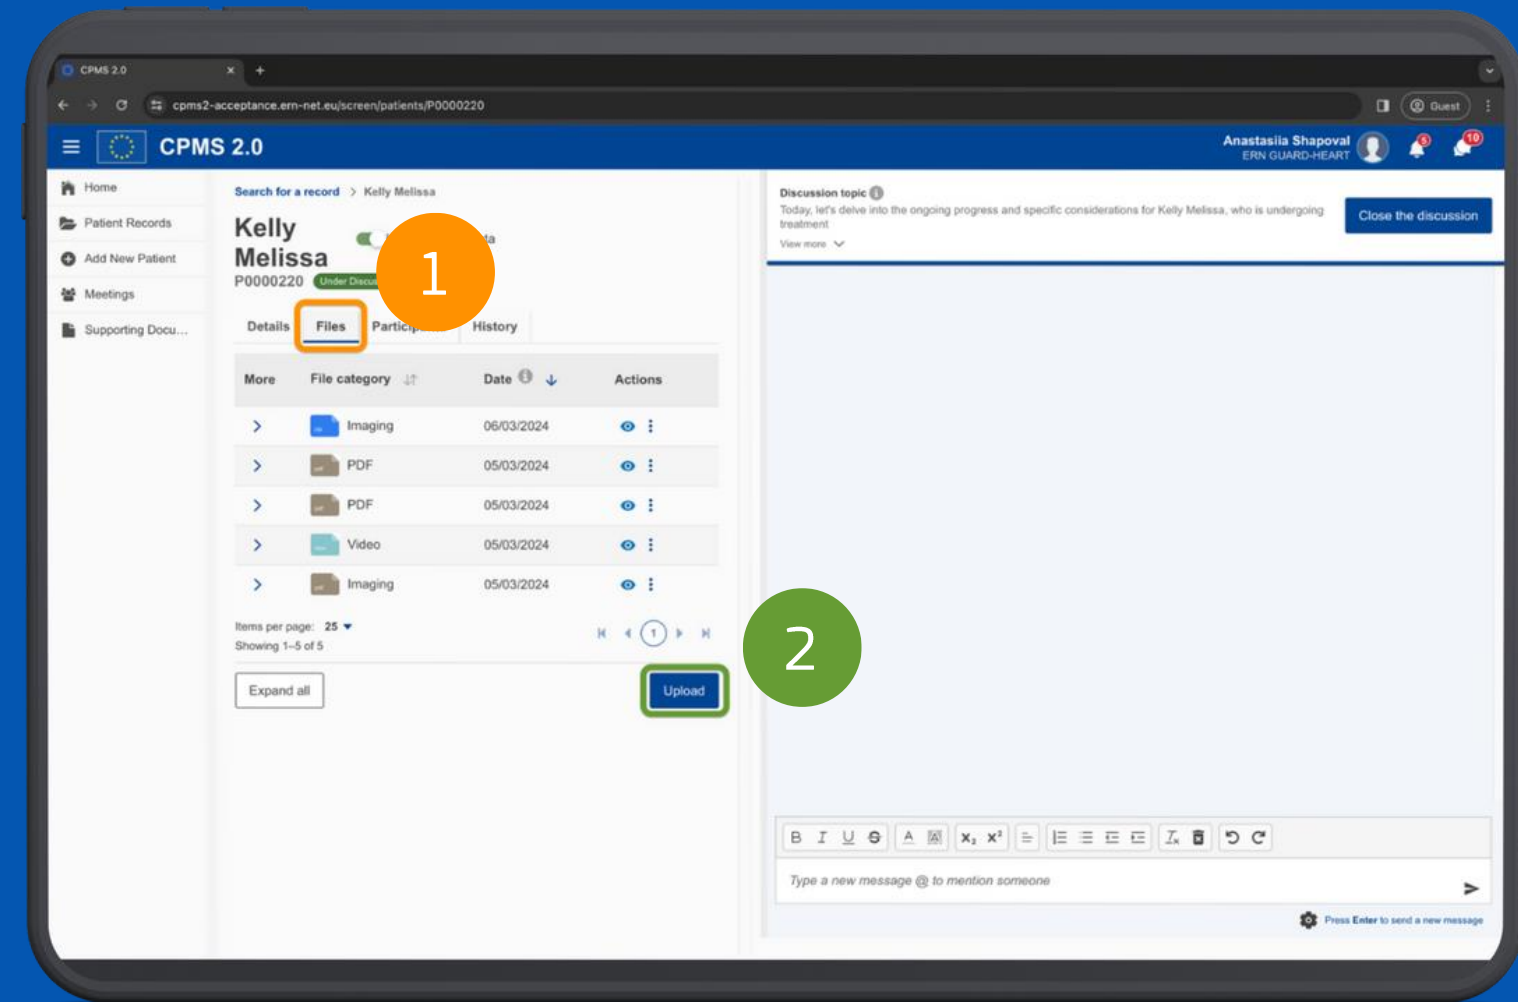 CPMS 2.0
cpms2-acceptance.ern-net.eu/screen/patients/P0000220
Guest
CPMS 2.0
Anastasiia Shapoval
ERN GUARD-HEART
5
10
Home
Patient Records
Add New Patient
Meetings
Supporting Docu...
Search for a record > Kelly Melissa
Kelly
Melissa
P0000220
Under
1
Details Files History
More File category Date Actions
Imaging 06/03/2024
PDF 05/03/2024
PDF 05/03/2024
Video 05/03/2024
Imaging 05/03/2024
Items per page: 25
Showing 1–5 of 5
1
Expand all
Upload
2
Discussion topic
Today, let's delve into the ongoing progress and specific considerations for Kelly Melissa, who is undergoing
treatment
View more
Close the discussion
Type a new message @ to mention someone
Press Enter to send a new message